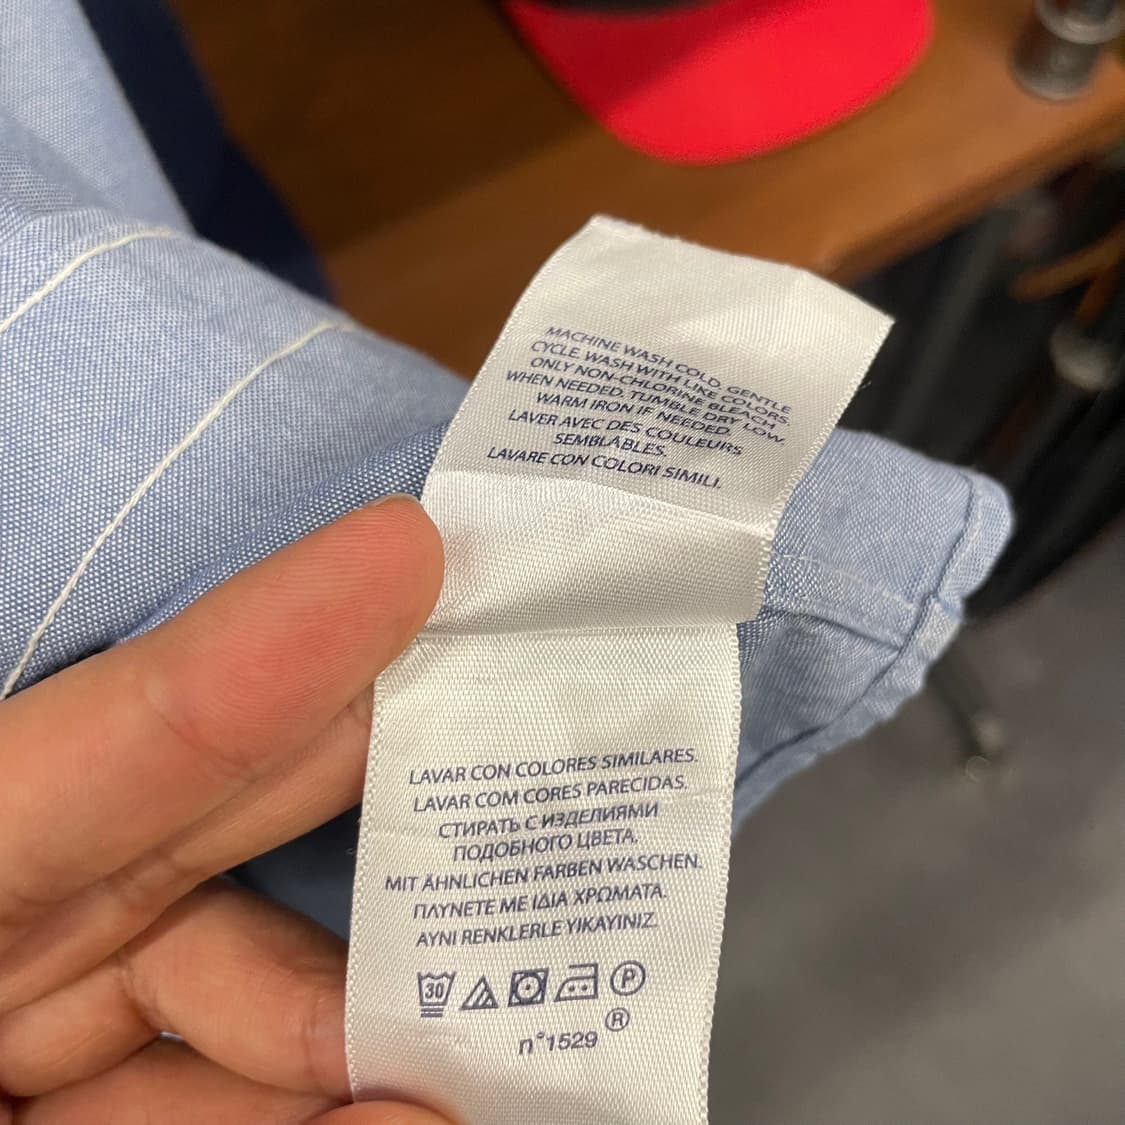 MACHINE WASH COLD. GENTLE
CYCLE. WASH WITH LIKE COLORS.
ONLY NON-CHLORINE BLEACH
WHEN NEEDED. TUMBLE DRY LOW.
WARM IRON IF NEEDED.
LAVER AVEC DES COULEURS
SEMBLABLES.
LAVARE CON COLORI SIMILI.
LAVAR CON COLORES SIMILARES.
LAVAR COM CORES PARECIDAS.
СТИРАТЬ С ИЗДЕЛИЯМИ
ПОДОБНОГО ЦВЕТА.
MIT ÄHNLICHEN FARBEN WASCHEN.
ΠΛΥΝΕΤΕ ΜΕ ΙΔΙΑ ΧΡΩΜΑΤΑ.
AYNI RENKLERLE YIKAYINIZ.
30 P
n°1529 ®